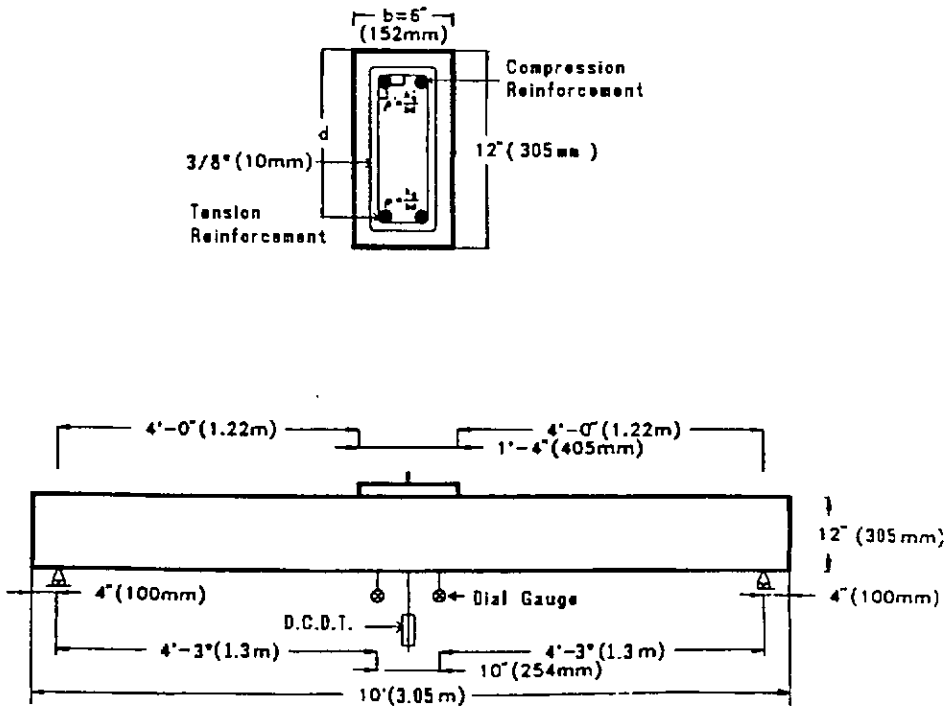 b=6"
(152mm)
Compression
Reinforcement
d
12" (305mm)
3/8" (10mm)
Tension
Reinforcement
4'-0" (1.22m)
4'-0" (1.22m)
1'-4" (405mm)
12" (305mm)
4" (100mm)
Dial Gauge
4" (100mm)
D.C.D.T.
4'-3" (1.3m)
4'-3" (1.3m)
10" (254mm)
10' (3.05m)